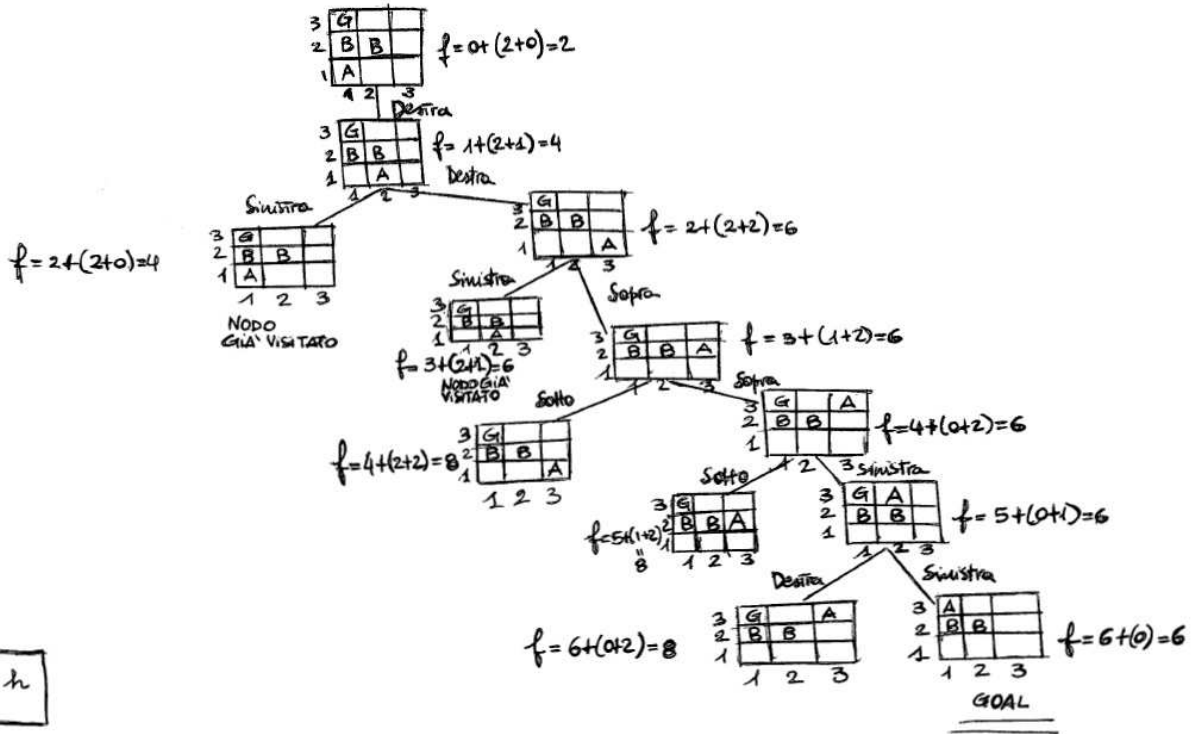 3 G
2 B B
1 A
1 2 3
f = 0+(2+0)=2
Destra
3 G
2 B B
1 A
1 2 3
f = 1+(2+1)=4
Sinistra
Destra
3 G
2 B B
1 A
1 2 3
f = 2+(2+0)=4
NODO
GIA' VISITATO
3 G
2 B B
1 A
1 2 3
f = 2+(2+2)=6
Sinistra
Sopra
3 G
2 B B
1 A
1 2 3
f = 3+(2+1)=6
NODO GIA'
VISITATO
3 G
2 B B A
1
1 2 3
f = 3+(1+2)=6
Sotto
Sopra
3 G
2 B B
1 A
1 2 3
f = 4+(2+2)=8
3 G A
2 B B
1
1 2 3
f = 4+(0+2)=6
Sotto
Sinistra
3 G
2 B B A
1
1 2 3
f = 5+(1+2)
=
8
3 G A
2 B B
1
1 2 3
f = 5+(0+1)=6
Destra
Sinistra
3 G A
2 B B
1
1 2 3
f = 6+(0+2)=8
3 A
2 B B
1
1 2 3
f = 6+(0)=6
GOAL
h